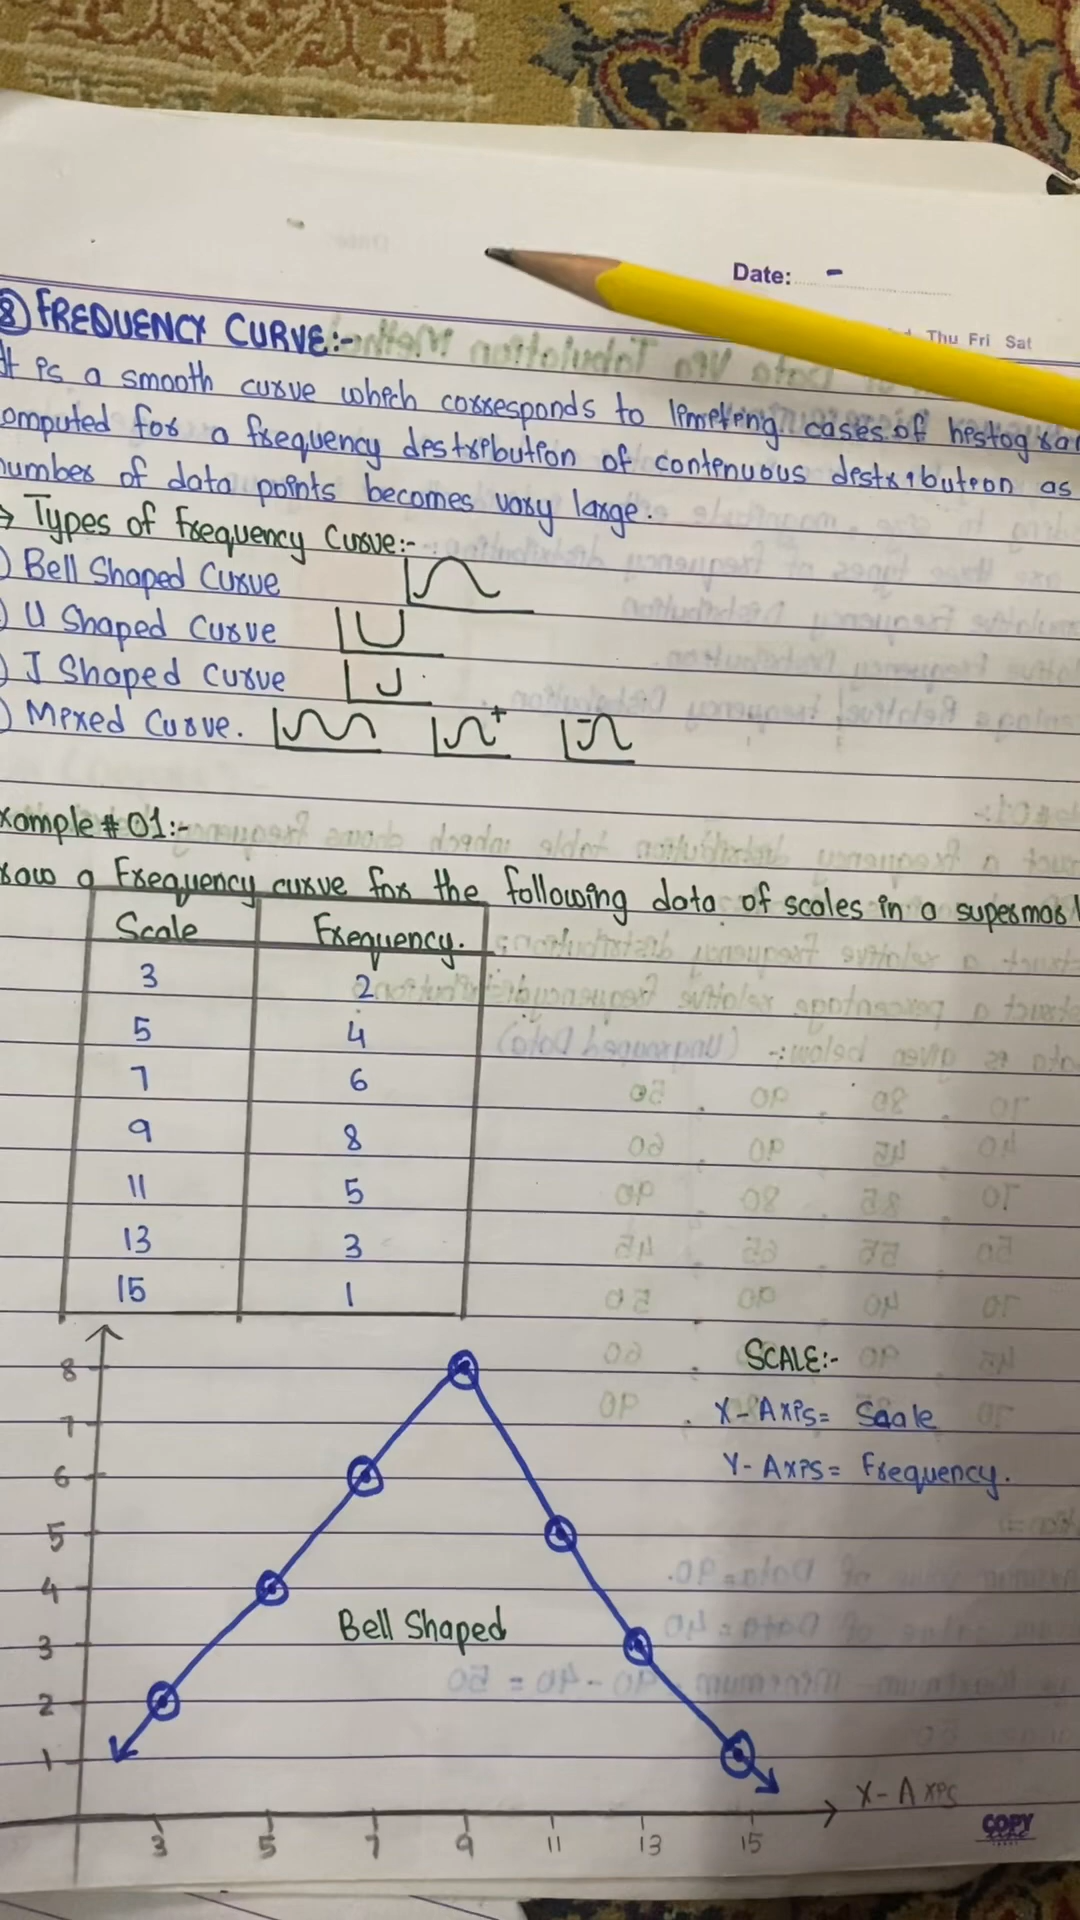 Date: -
Thu Fri Sat
8) FREQUENCY CURVE:-
It is a smooth curve which corresponds to limiting cases of histogram
computed for a frequency distribution of continuous distribution as
number of data points becomes vary large.
→ Types of Frequency Curve:-
) Bell Shaped Curve
) U Shaped Curve
) J Shaped Curve
) Mixed Curve.
+ -
Example # 01:-
Draw a Frequency curve for the following data of scales in a supermar
Scale Frequency.
3 2
5 4
7 6
9 8
11 5
13 3
15 1
SCALE:-
X-Axis = Scale
Y-Axis = Frequency.
8
7
6
5
4
3
2
1
Bell Shaped
X-Axis
3 5 7 9 11 13 15
COPY